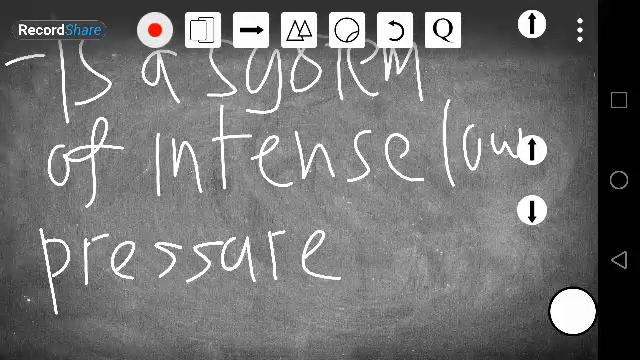 RecordShare
Q
- Is a system
of intense low
pressure